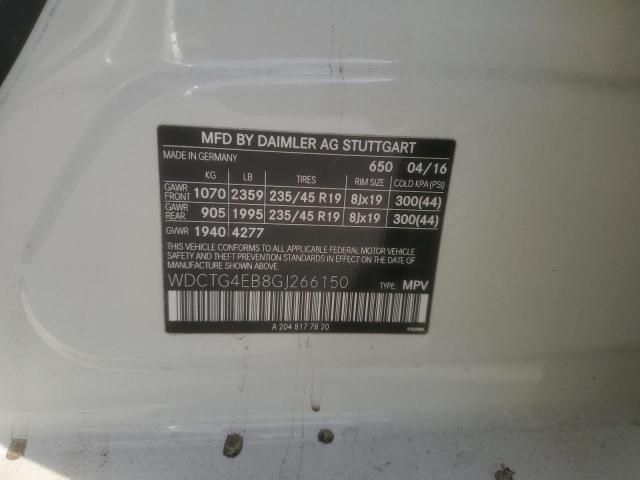 MFD BY DAIMLER AG STUTTGART
MADE IN GERMANY 650 04/16
KG LB TIRES RIM SIZE COLD KPA (PSI)
GAWR FRONT 1070 2359 235/45 R19 8Jx19 300(44)
GAWR REAR 905 1995 235/45 R19 8Jx19 300(44)
GVWR 1940 4277
THIS VEHICLE CONFORMS TO ALL APPLICABLE FEDERAL MOTOR VEHICLE
SAFETY AND THEFT PREVENTION STANDARDS IN EFFECT ON THE DATE
OF MANUFACTURE SHOWN ABOVE.
WDCTG4EB8GJ266150 TYPE: MPV
A 204 817 78 20